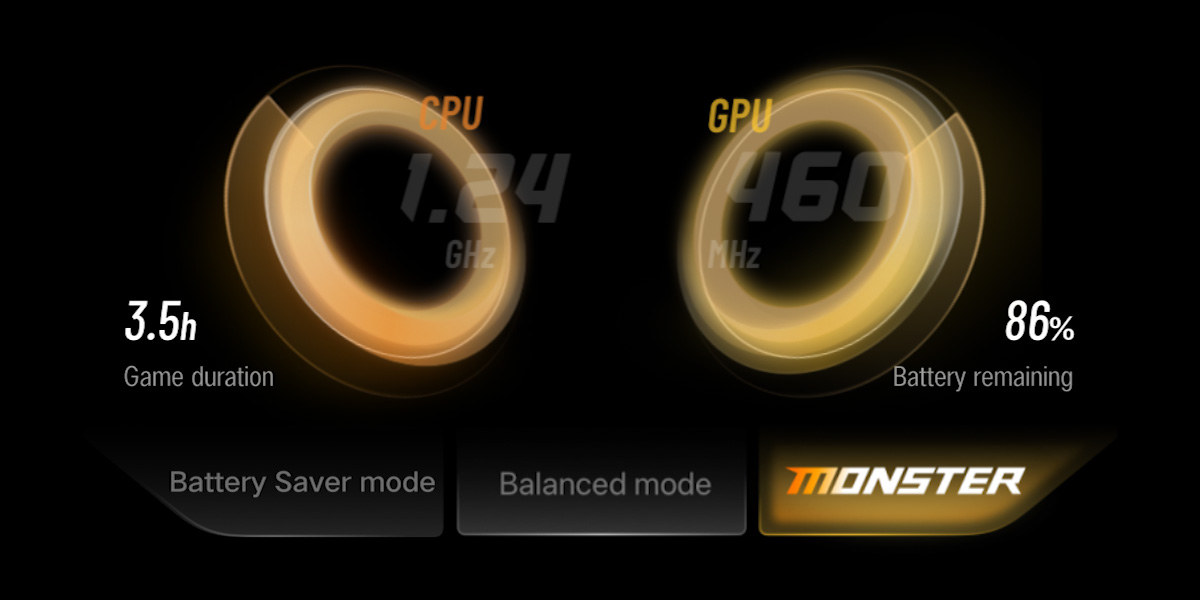 CPU
1.24
GHz
GPU
460
MHz
3.5h
Game duration
86%
Battery remaining
Battery Saver mode
Balanced mode
MONSTER